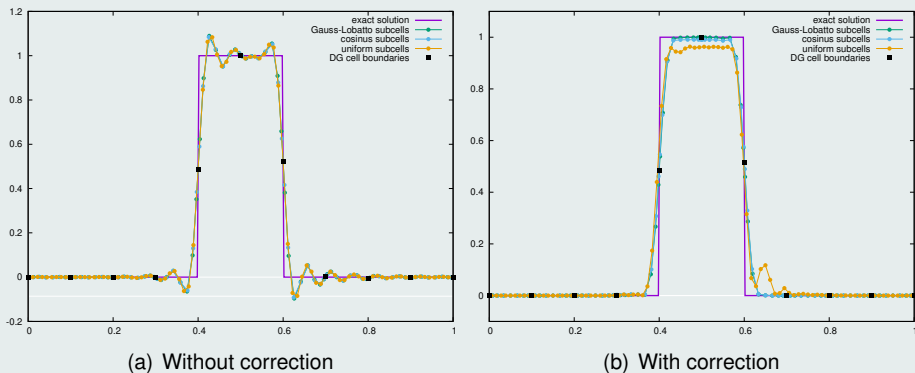 exact solution
Gauss-Lobatto subcells
cosinus subcells
uniform subcells
DG cell boundaries
1.2
1
0.8
0.6
0.4
0.2
0
-0.2
0 0.2 0.4 0.6 0.8 1
(a) Without correction
exact solution
Gauss-Lobatto subcells
cosinus subcells
uniform subcells
DG cell boundaries
1
0.8
0.6
0.4
0.2
0
0 0.2 0.4 0.6 0.8 1
(b) With correction